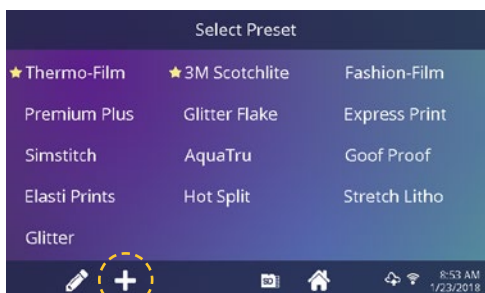 Select Preset
Thermo-Film 3M Scotchlite Fashion-Film
Premium Plus Glitter Flake Express Print
Simstitch AquaTru Goof Proof
Elasti Prints Hot Split Stretch Litho
Glitter
SD 8:53 AM
1/23/2018